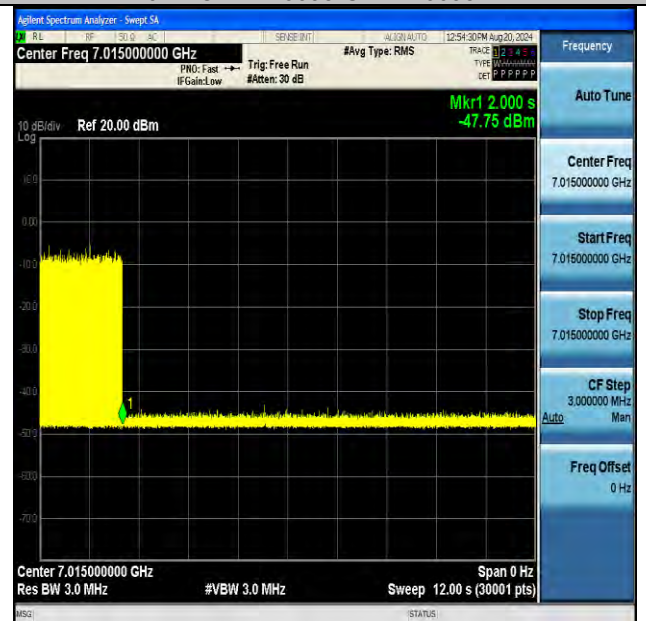 Agilent Spectrum Analyzer - Swept SA
RL RF 50 Ω AC SENSE:INT ALIGN AUTO 12:54:30 PM Aug 20, 2024
Center Freq 7.015000000 GHz #Avg Type: RMS TRACE 1 2 3 4 5 6
PNO: Fast Trig: Free Run TYPE
IFGain:Low #Atten: 30 dB DET P P P P P P
Mkr1 2.000 s
10 dB/div Ref 20.00 dBm -47.75 dBm
Log
10.0
0.00
-10.0
-20.0
-30.0
-40.0
1
-50.0
-60.0
-70.0
Center 7.015000000 GHz Span 0 Hz
Res BW 3.0 MHz #VBW 3.0 MHz Sweep 12.00 s (30001 pts)
MSG STATUS
Frequency
Auto Tune
Center Freq
7.015000000 GHz
Start Freq
7.015000000 GHz
Stop Freq
7.015000000 GHz
CF Step
3.000000 MHz
Auto Man
Freq Offset
0 Hz